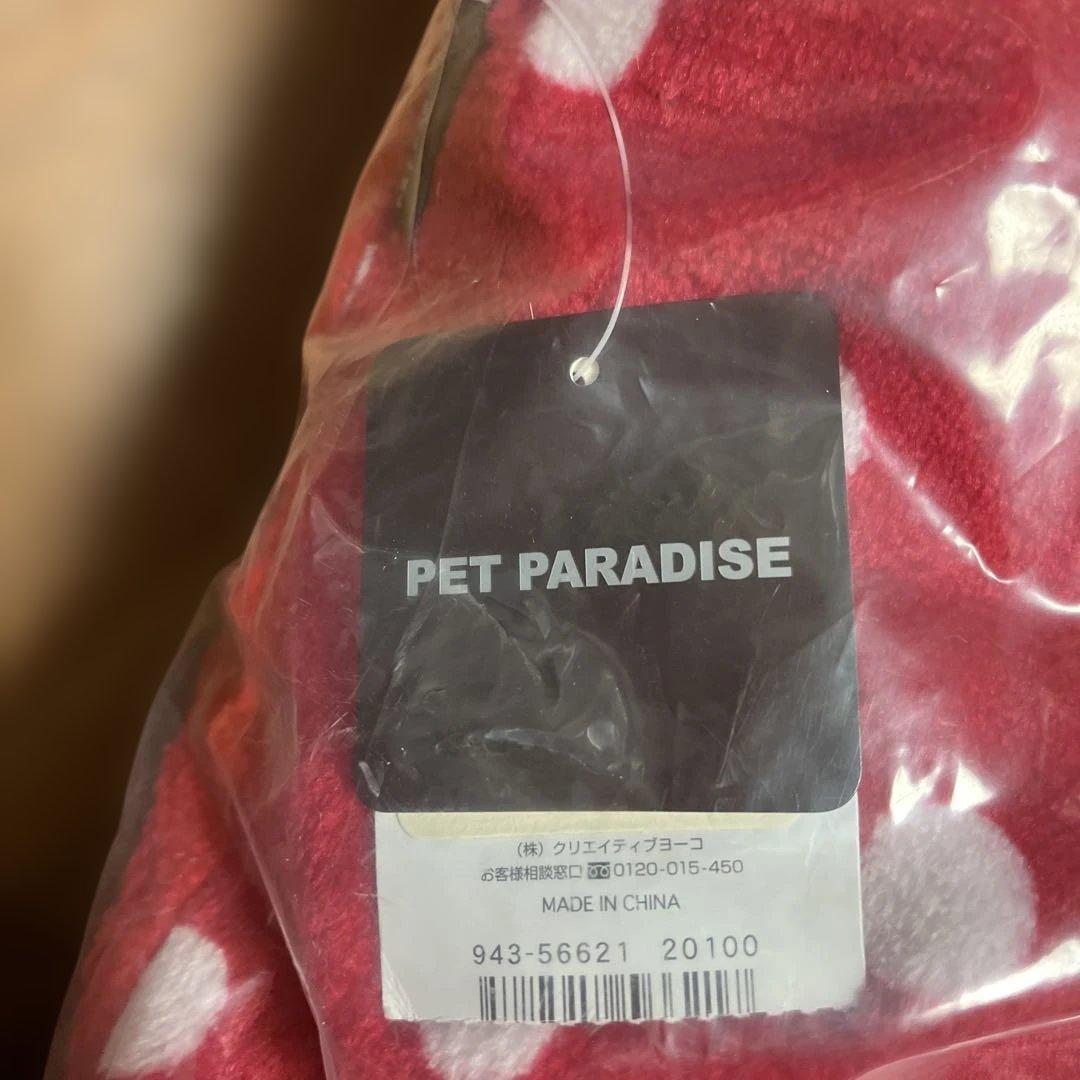 PET PARADISE
(株) クリエイティブヨーコ
お客様相談窓口 0120-015-450
MADE IN CHINA
943-56621 20100